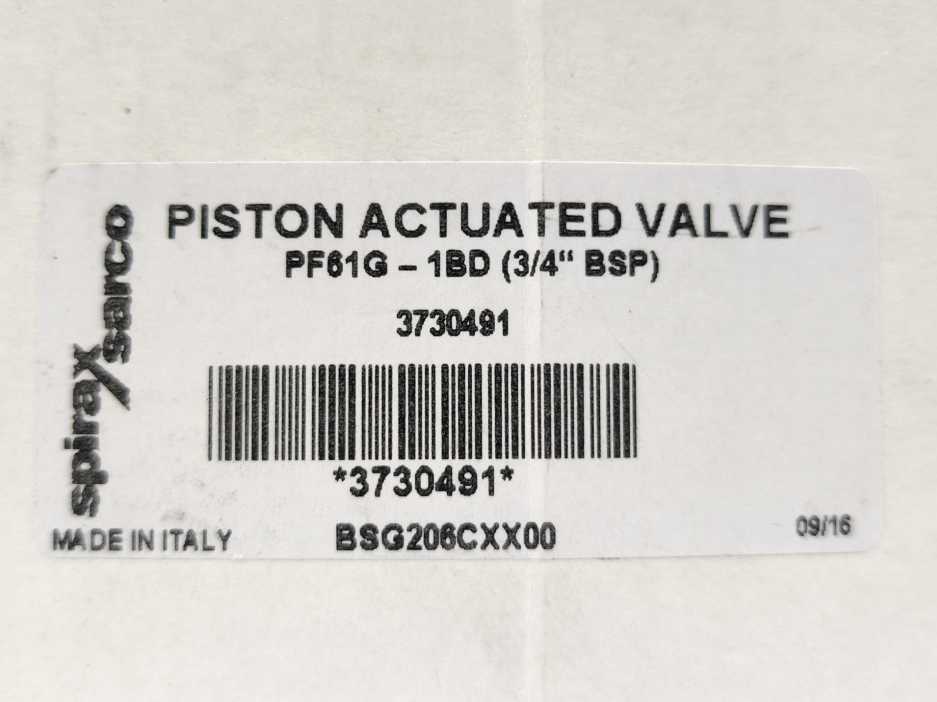 spirax sarco
PISTON ACTUATED VALVE
PF61G – 1BD (3/4“ BSP)
3730491
*3730491*
MADE IN ITALY
BSG206CXX00
09/16